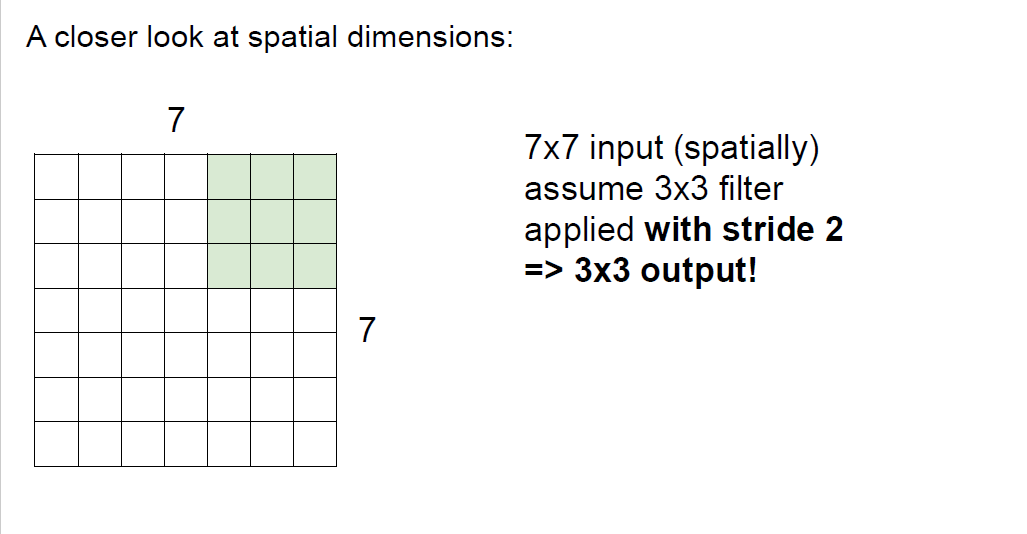 A closer look at spatial dimensions:
7
7x7 input (spatially)
assume 3x3 filter
applied with stride 2
=> 3x3 output!
7